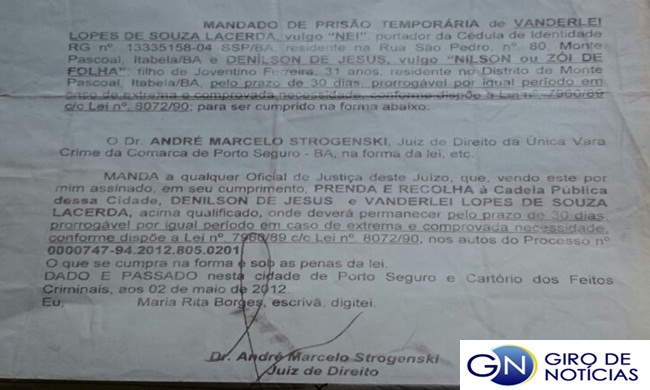 MANDADO DE PRISÃO TEMPORÁRIA de VANDERLEI
LOPES DE SOUZA LACERDA, vulgo "NEI", portador da Cédula de Identidade
RG nº. 13335158-04 SSP/BA, residente na Rua São Pedro, nº. 80, Monte
Pascoal, Itabela/BA e DENÍLSON DE JESUS, vulgo "NILSON ou ZÓI DE
FOLHA", filho de Joventino Ferreira, 31 anos, residente no Distrito de Monte
Pascoal, Itabela/BA, pelo prazo de 30 dias, prorrogável por igual período em
caso de extrema e comprovada necessidade, conforme dispõe a Lei nº. 7960/89
c/c Lei nº. 8072/90; para ser cumprido na forma abaixo:
O Dr. ANDRÉ MARCELO STROGENSKI, Juiz de Direito da Única Vara
Crime da Comarca de Porto Seguro - BA, na forma da lei, etc.
MANDA a qualquer Oficial de Justiça deste Juízo, que, vendo este por
mim assinado, em seu cumprimento, PRENDA E RECOLHA à Cadeia Pública
dessa Cidade, DENILSON DE JESUS e VANDERLEI LOPES DE SOUZA
LACERDA, acima qualificado, onde deverá permanecer pelo prazo de 30 dias,
prorrogável por igual período em caso de extrema e comprovada necessidade,
conforme dispõe a Lei nº. 7960/89 c/c Lei nº. 8072/90, nos autos do Processo nº
0000747-94.2012.805.0201.
O que se cumpra na forma e sob as penas da lei.
DADO E PASSADO nesta cidade de Porto Seguro e Cartório dos Feitos
Criminais, aos 02 de maio de 2012.
Eu, Maria Rita Borges, escrivã, digitei.
Dr. André Marcelo Strogenski
Juiz de Direito
GN GIRO DE
NOTÍCIAS